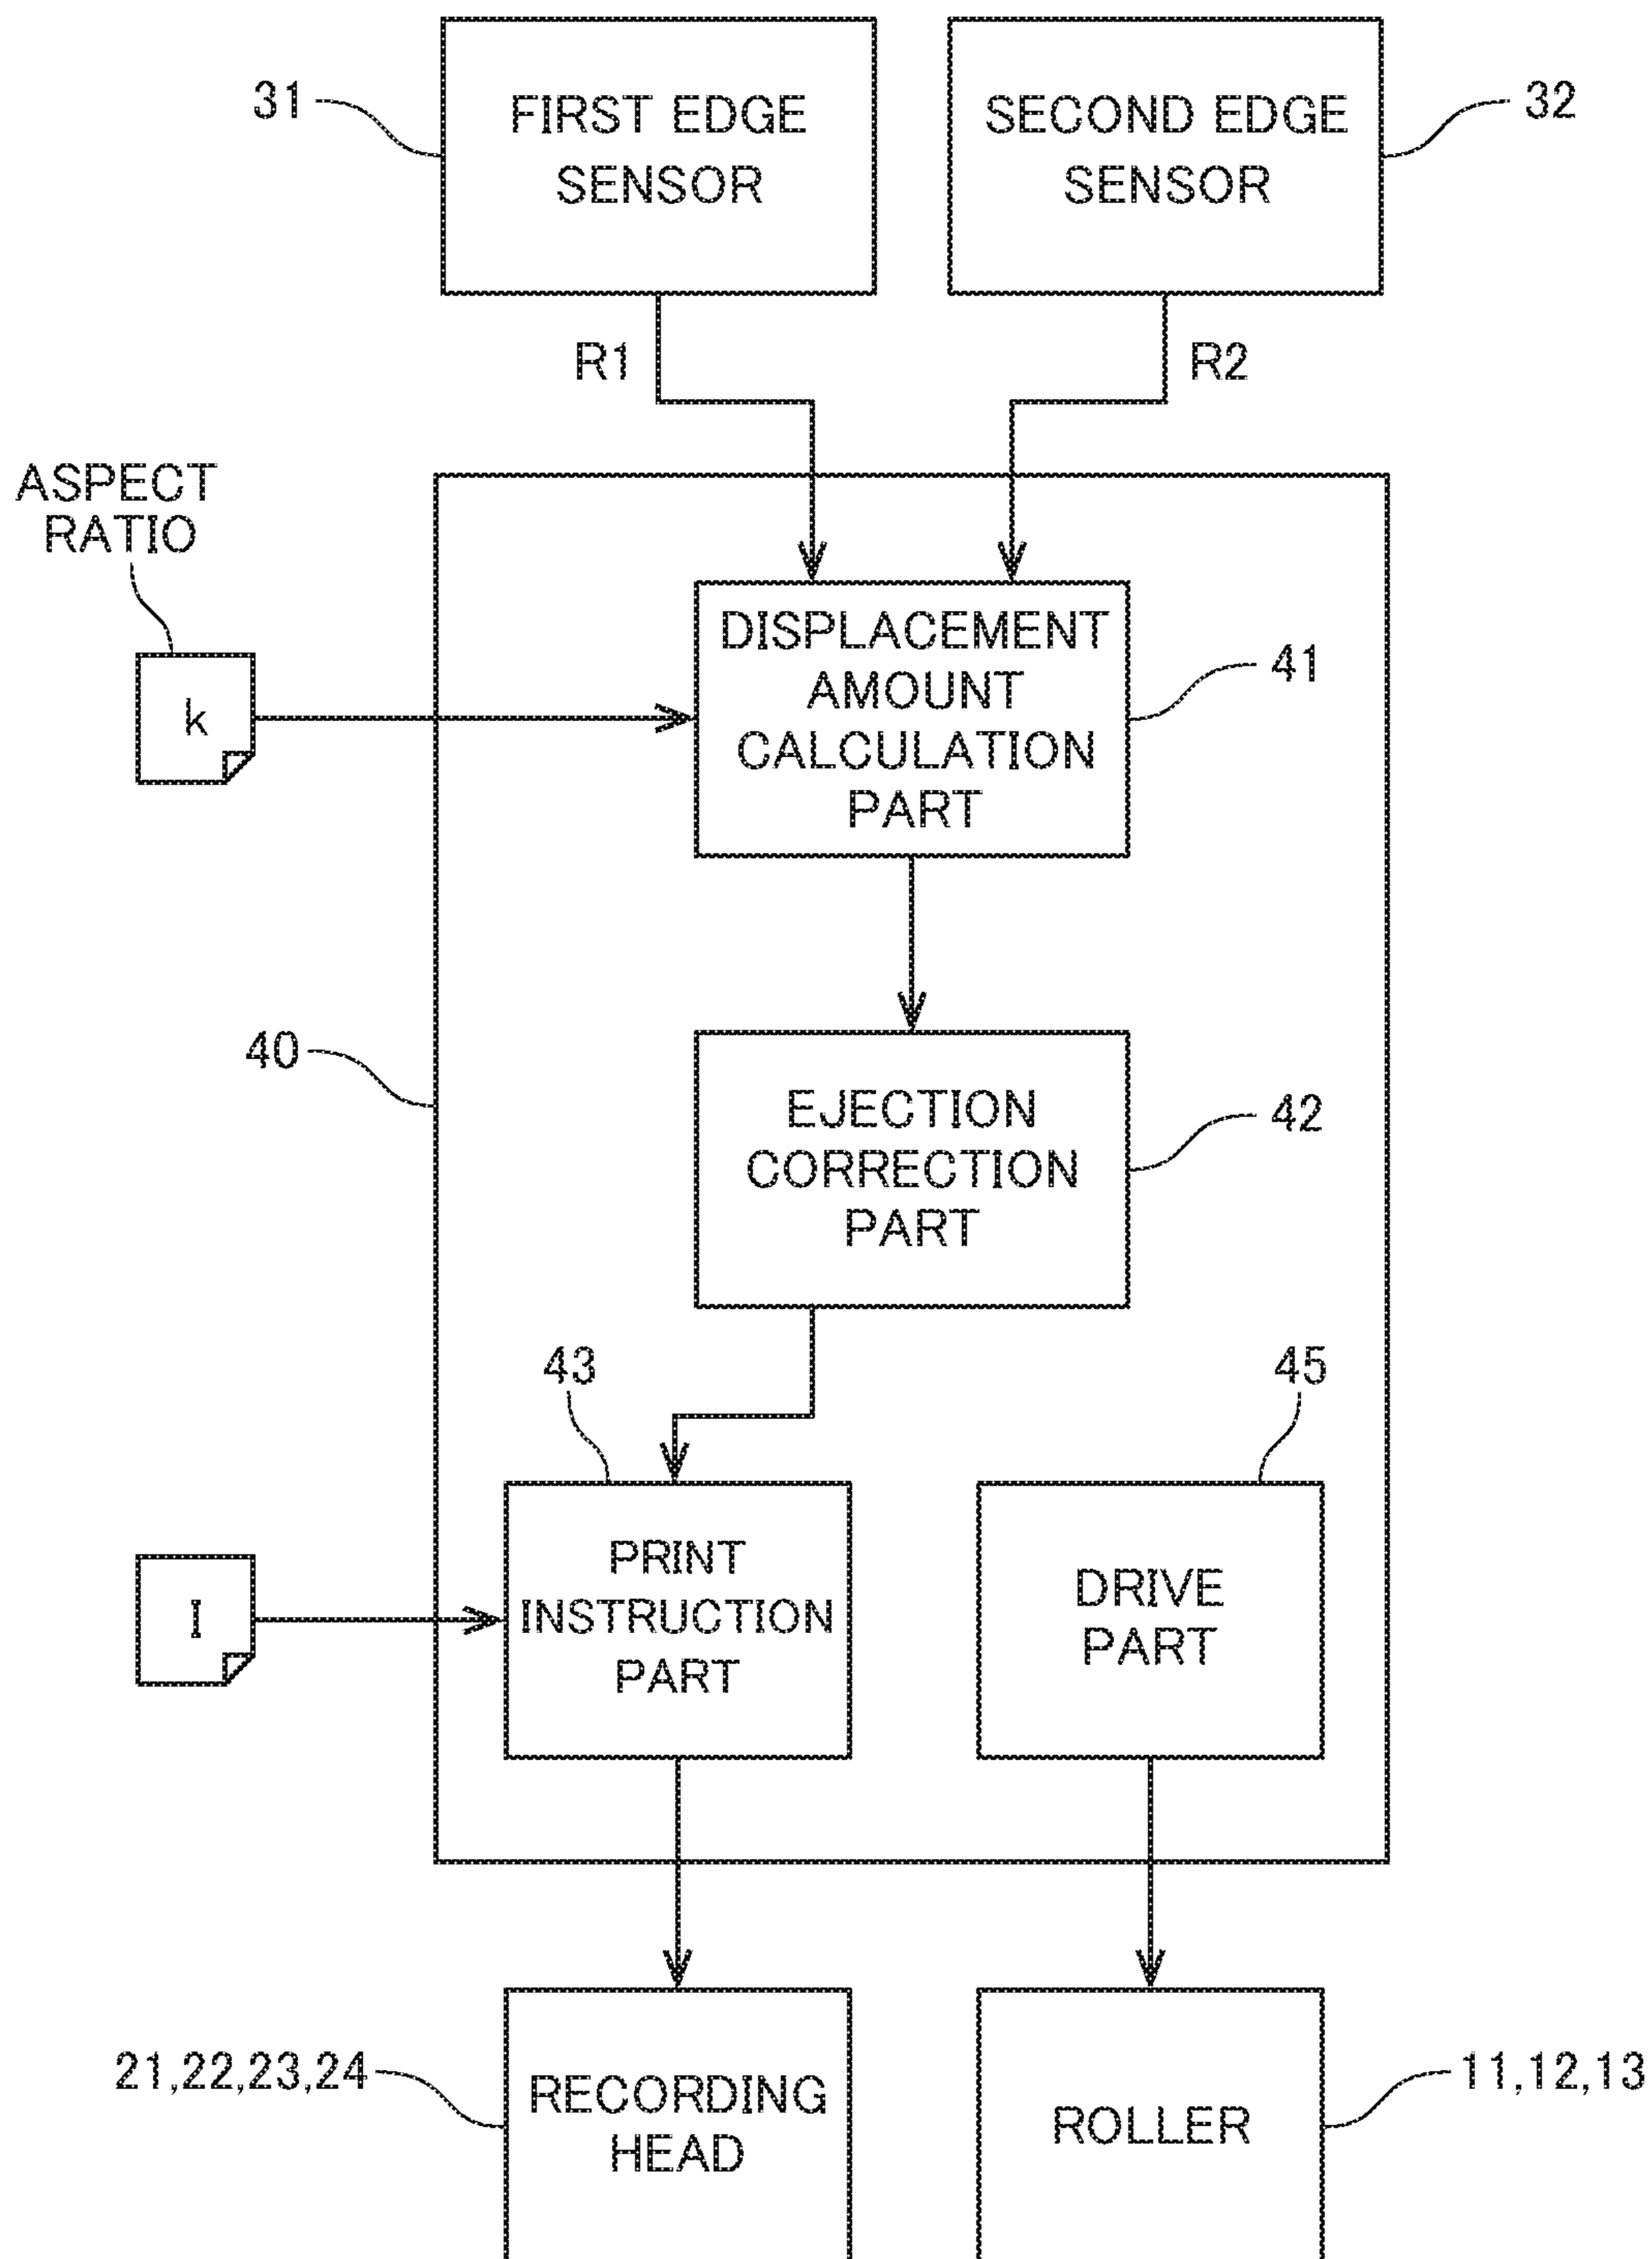 31
FIRST EDGE
SENSOR
SECOND EDGE
SENSOR
32
R1
R2
ASPECT
RATIO
k
DISPLACEMENT
AMOUNT
CALCULATION
PART
41
40
EJECTION
CORRECTION
PART
42
43
45
I
PRINT
INSTRUCTION
PART
DRIVE
PART
21,22,23,24
RECORDING
HEAD
ROLLER
11,12,13